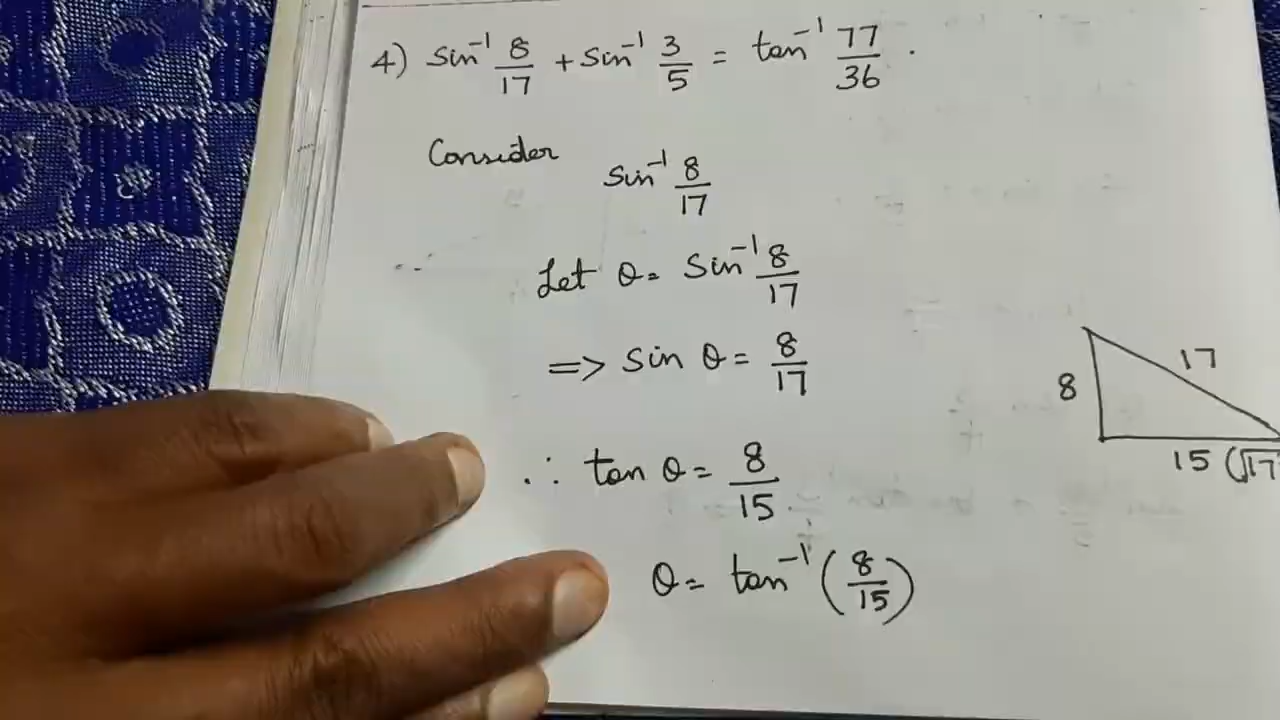 4) sin⁻¹ 8/17 + sin⁻¹ 3/5 = tan⁻¹ 77/36 .
Consider
sin⁻¹ 8/17
Let θ = sin⁻¹ 8/17
=> sin θ = 8/17
17
8
15 (√17
∴ tan θ = 8/15
θ = tan⁻¹ (8/15)